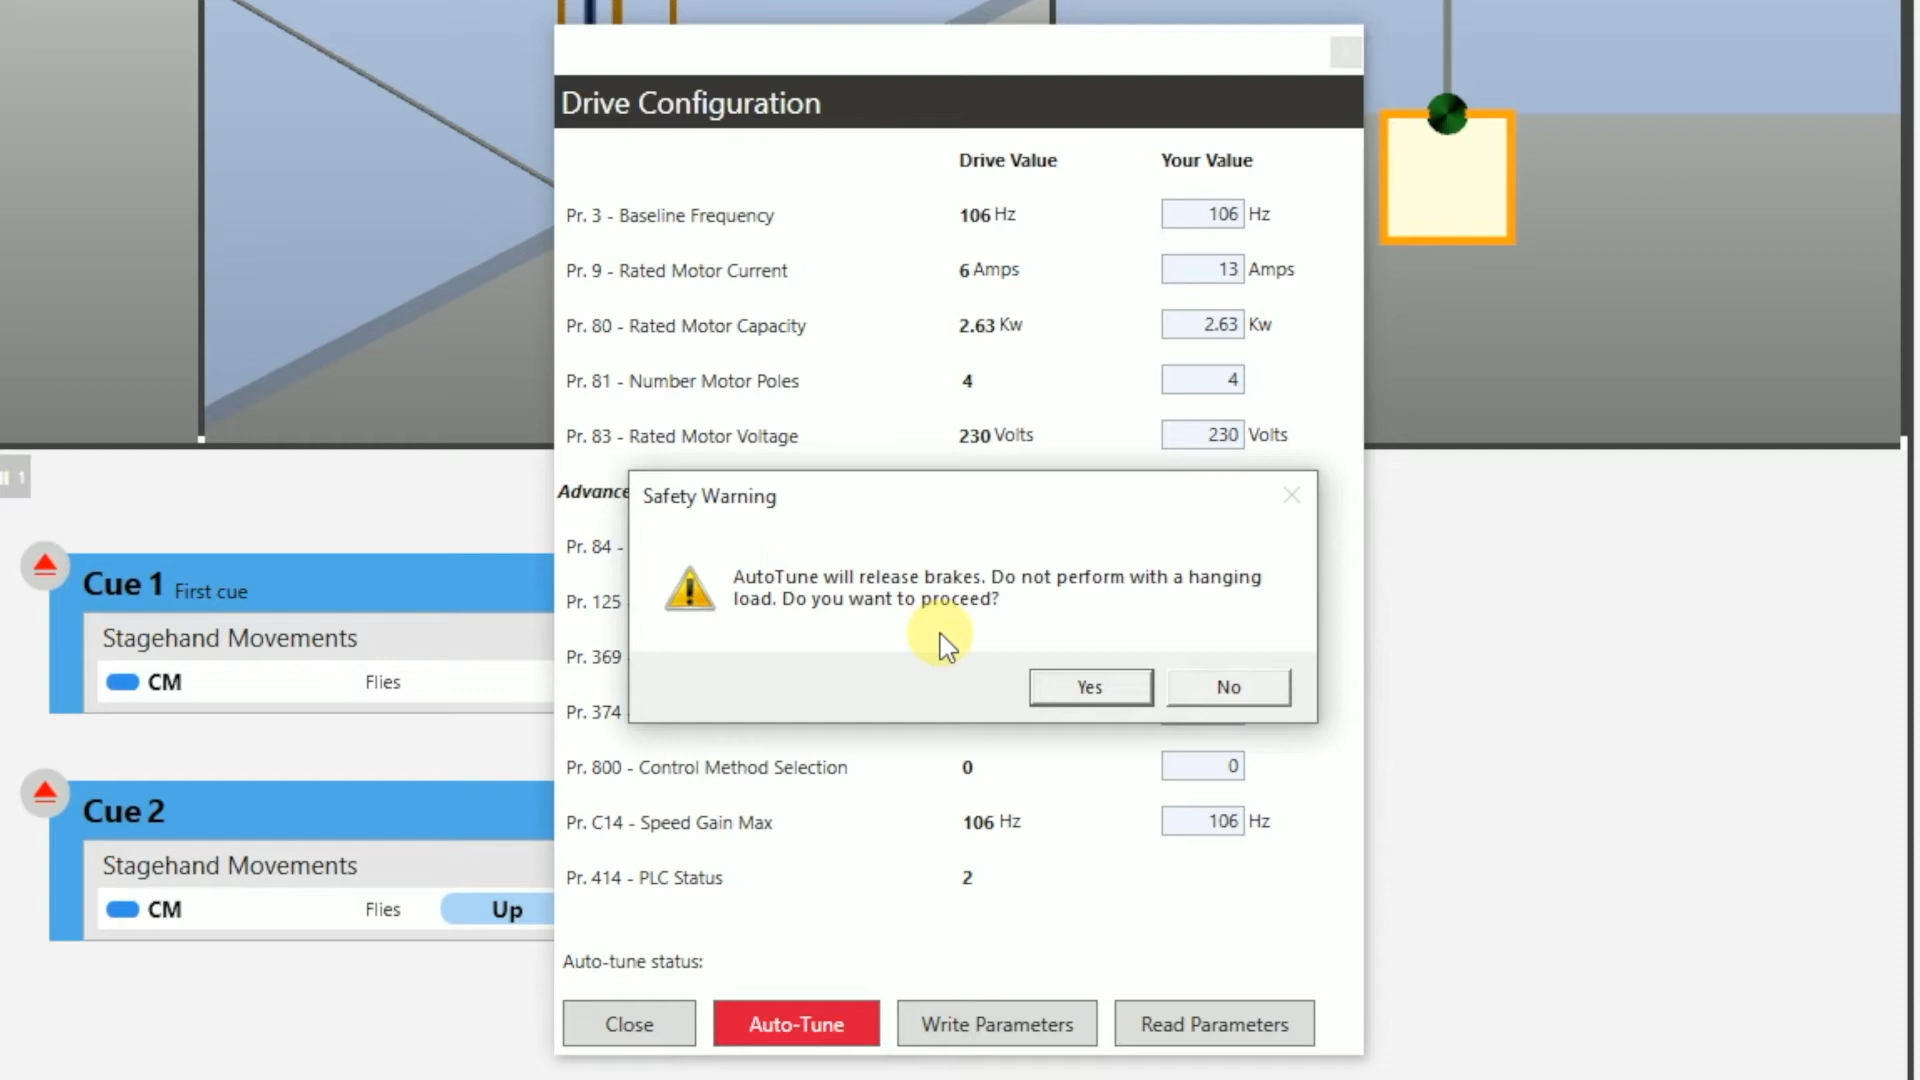 Drive Configuration
Drive Value Your Value
Pr. 3 - Baseline Frequency 106 Hz 106 Hz
Pr. 9 - Rated Motor Current 6 Amps 13 Amps
Pr. 80 - Rated Motor Capacity 2.63 Kw 2.63 Kw
Pr. 81 - Number Motor Poles 4 4
Pr. 83 - Rated Motor Voltage 230 Volts 230 Volts
Advance
Pr. 84 -
Pr. 125
Pr. 369
Pr. 374
Safety Warning
AutoTune will release brakes. Do not perform with a hanging
load. Do you want to proceed?
Yes No
Pr. 800 - Control Method Selection 0 0
Pr. C14 - Speed Gain Max 106 Hz 106 Hz
Pr. 414 - PLC Status 2
Auto-tune status:
Close Auto-Tune Write Parameters Read Parameters
1
Cue 1 First cue
Stagehand Movements
CM Flies
Cue 2
Stagehand Movements
CM Flies Up